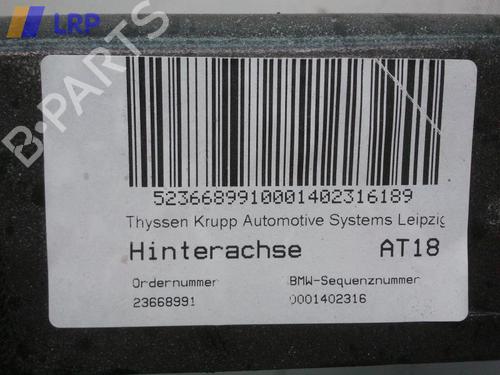 LRP
B-PARTS
5236689910001402316189
Thyssen Krupp Automotive Systems Leipzig
Hinterachse AT18
Ordernummer BMW-Sequenznummer
23668991 0001402316